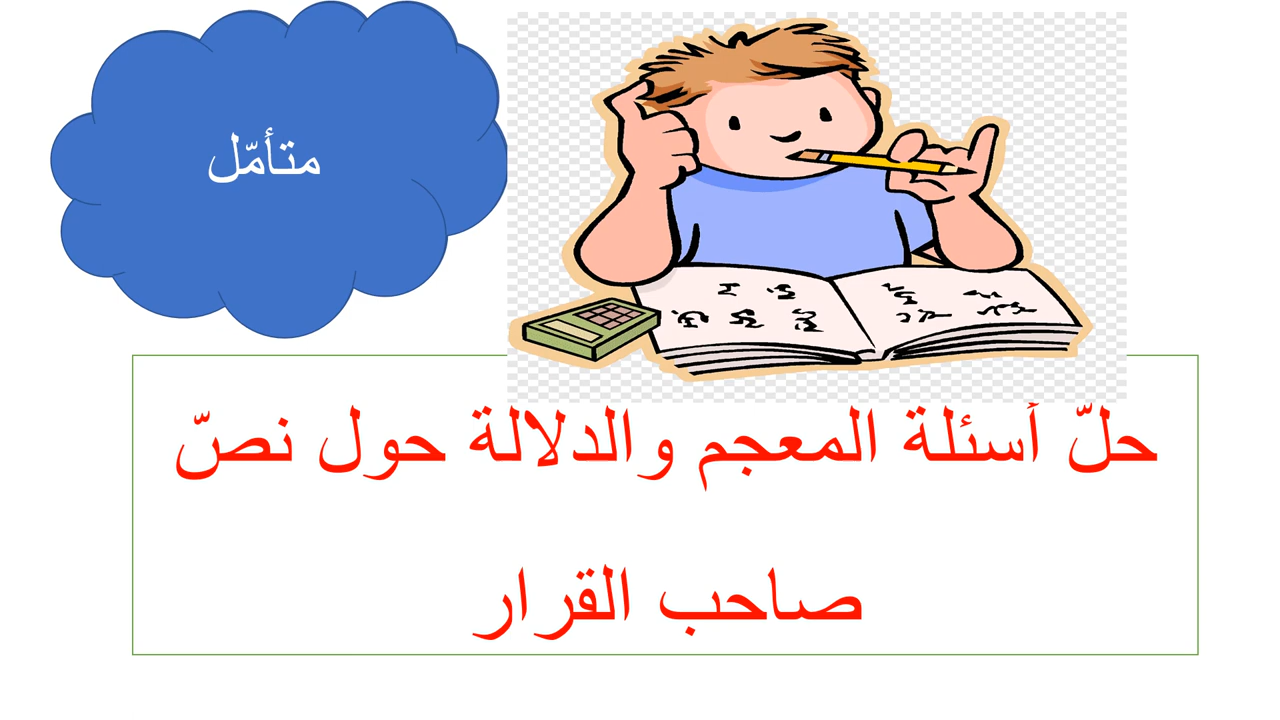 متأمّل
حلّ أسئلة المعجم والدلالة حول نصّ
صاحب القرار